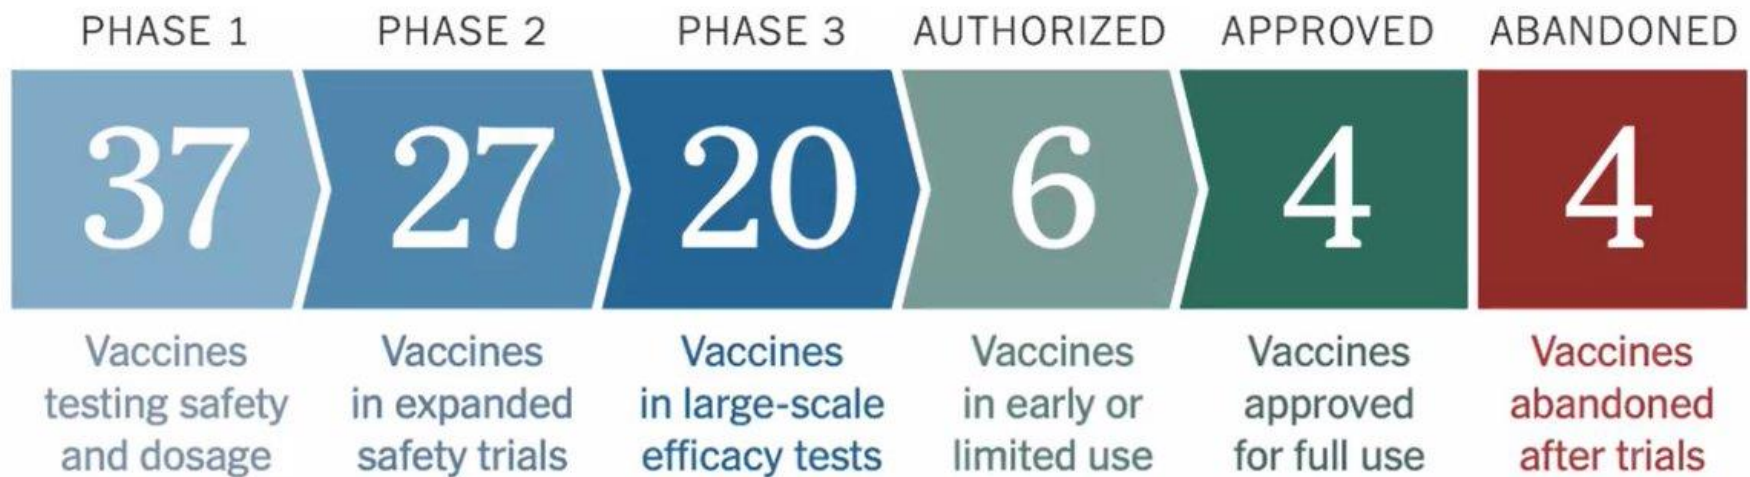 PHASE 1
PHASE 2
PHASE 3
AUTHORIZED
APPROVED
ABANDONED
37
27
20
6
4
4
Vaccines
testing safety
and dosage
Vaccines
in expanded
safety trials
Vaccines
in large-scale
efficacy tests
Vaccines
in early or
limited use
Vaccines
approved
for full use
Vaccines
abandoned
after trials